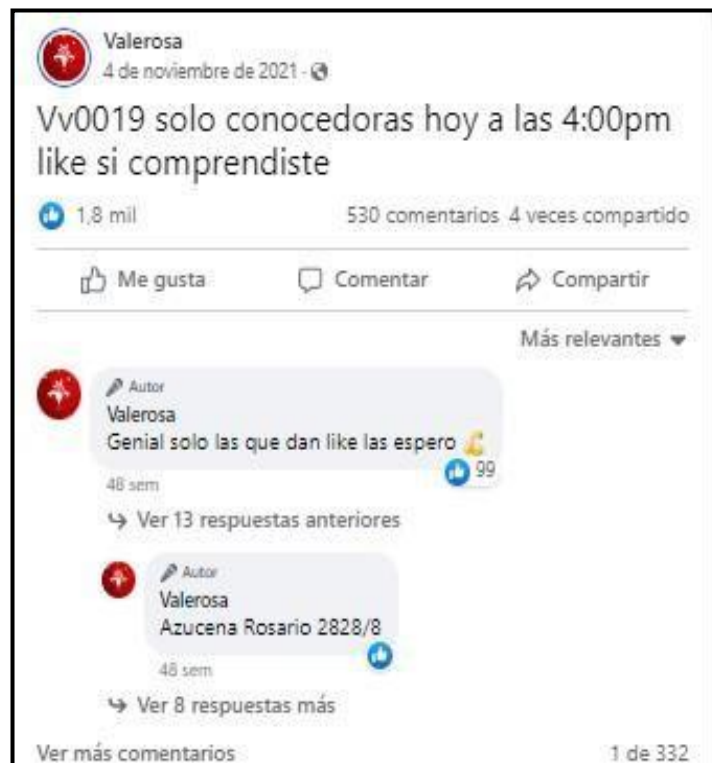 Valerosa
4 de noviembre de 2021 ·
Vv0019 solo conocedoras hoy a las 4:00pm
like si comprendiste
1,8 mil 530 comentarios 4 veces compartido
Me gusta Comentar Compartir
Más relevantes
Autor
Valerosa
Genial solo las que dan like las espero
99
48 sem
Ver 13 respuestas anteriores
Autor
Valerosa
Azucena Rosario 2828/8
48 sem
Ver 8 respuestas más
Ver más comentarios 1 de 332